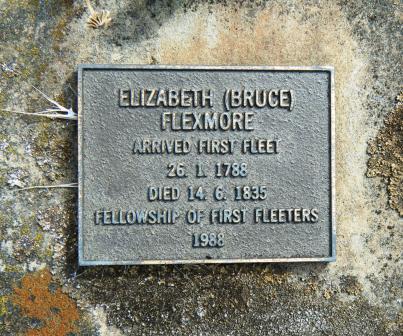 ELIZABETH (BRUCE)
FLEXMORE
ARRIVED FIRST FLEET
26. 1. 1788
DIED 14. 6. 1835
FELLOWSHIP OF FIRST FLEETERS
1988